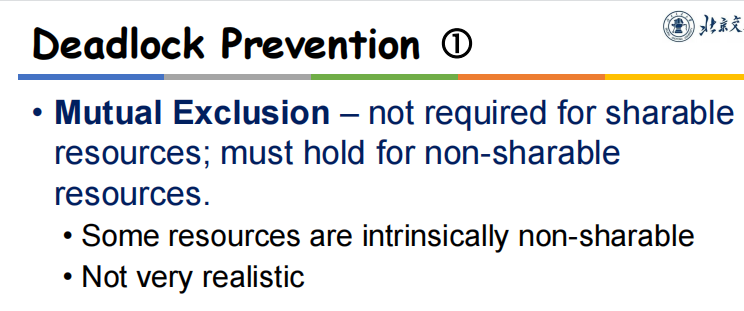 Deadlock Prevention ①
北京交
• Mutual Exclusion – not required for sharable
resources; must hold for non-sharable
resources.
• Some resources are intrinsically non-sharable
• Not very realistic